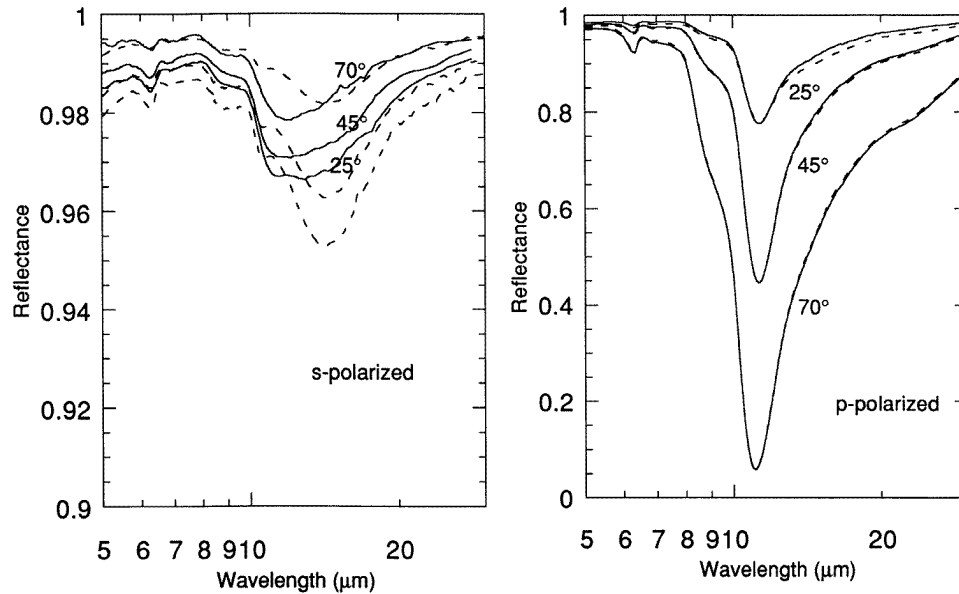 1
0.98
0.96
0.94
0.92
0.9
Reflectance
70°
45°
25°
s-polarized
5 6 7 8 9 10 20
Wavelength (μm)
1
0.8
0.6
0.4
0.2
0
Reflectance
25°
45°
70°
p-polarized
5 6 7 8 9 10 20
Wavelength (μm)